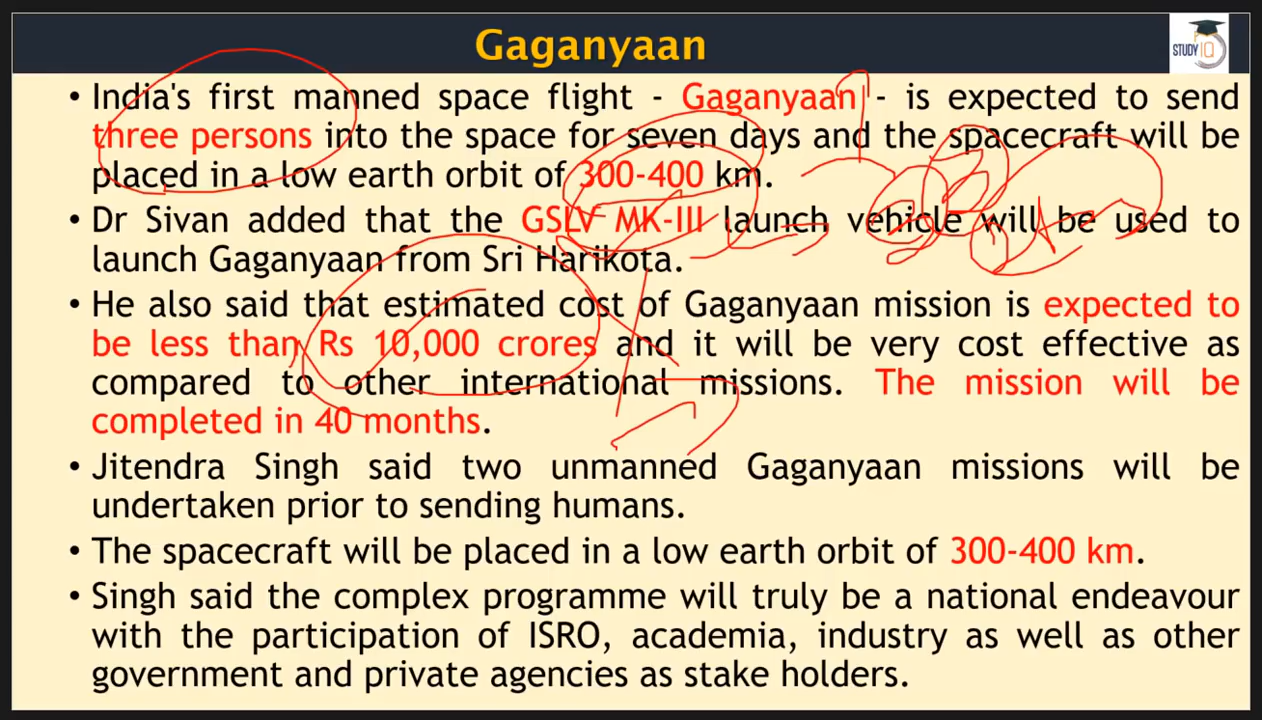 Gaganyaan
STUDY IQ
• India's first manned space flight - Gaganyaan - is expected to send
three persons into the space for seven days and the spacecraft will be
placed in a low earth orbit of 300-400 km.
• Dr Sivan added that the GSLV MK-III launch vehicle will be used to
launch Gaganyaan from Sri Harikota.
• He also said that estimated cost of Gaganyaan mission is expected to
be less than Rs 10,000 crores and it will be very cost effective as
compared to other international missions. The mission will be
completed in 40 months.
• Jitendra Singh said two unmanned Gaganyaan missions will be
undertaken prior to sending humans.
• The spacecraft will be placed in a low earth orbit of 300-400 km.
• Singh said the complex programme will truly be a national endeavour
with the participation of ISRO, academia, industry as well as other
government and private agencies as stake holders.